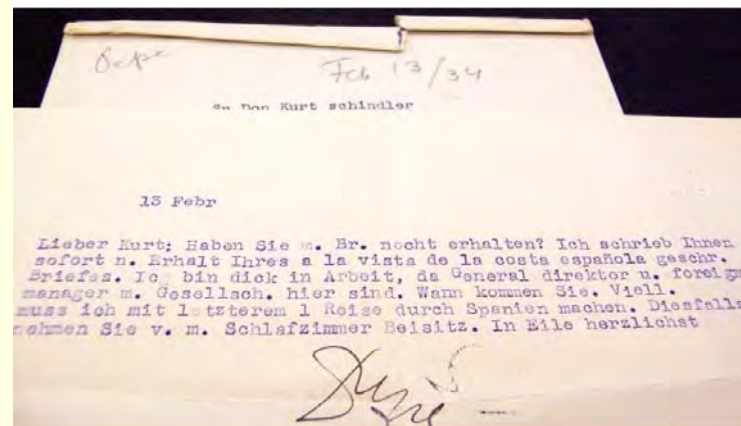 Feb 13/34
Sr Don Kurt Schindler
13 Febr
Lieber Kurt: Haben Sie m. Br. nocht erhalten? Ich schrieb Ihnen
sofort n. Erhalt Ihres a la vista de la costa española geschr.
Briefes. Ic bin dick in Arbeit, da General direktor u. foreign
manager m. Gesellsch. hier sind. Wann kommen Sie. Viell.
muss ich mit letzterem 1 Reise durch Spanien machen. Diesfalls
nehmen Sie v. m. Schlafzimmer Beisitz. In Eile herzlichst